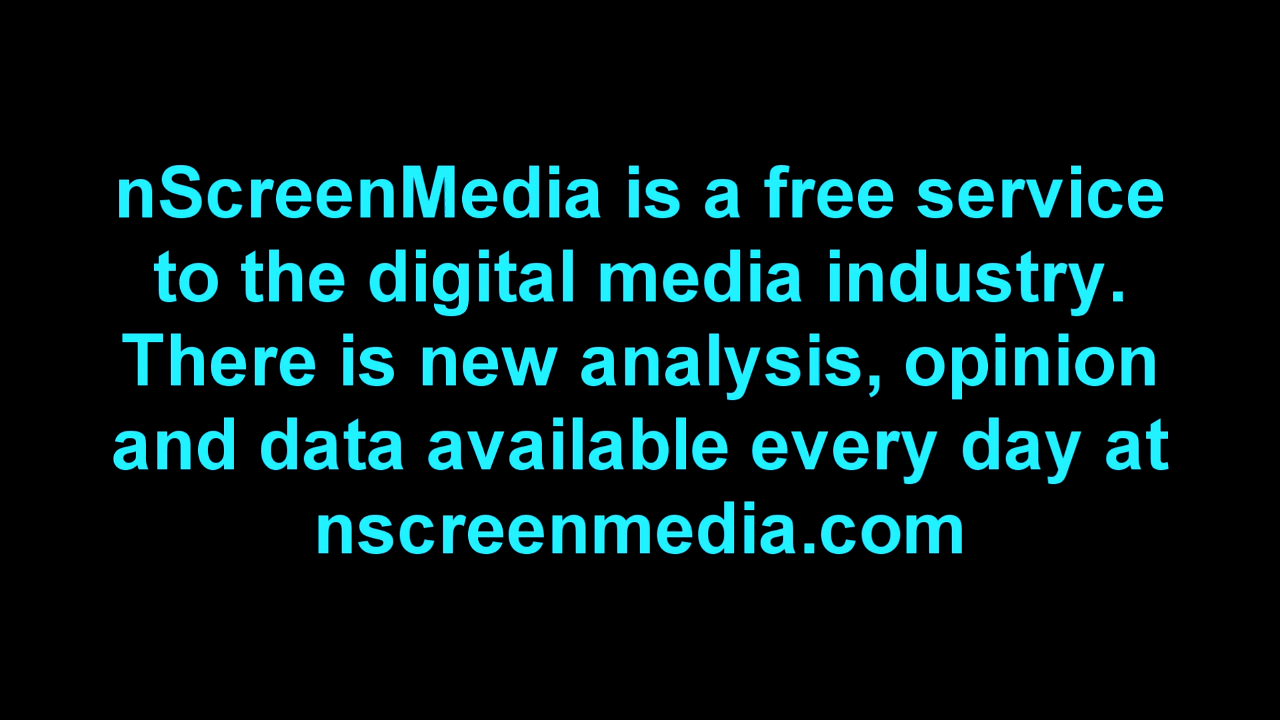 nScreenMedia is a free service
to the digital media industry.
There is new analysis, opinion
and data available every day at
nscreenmedia.com